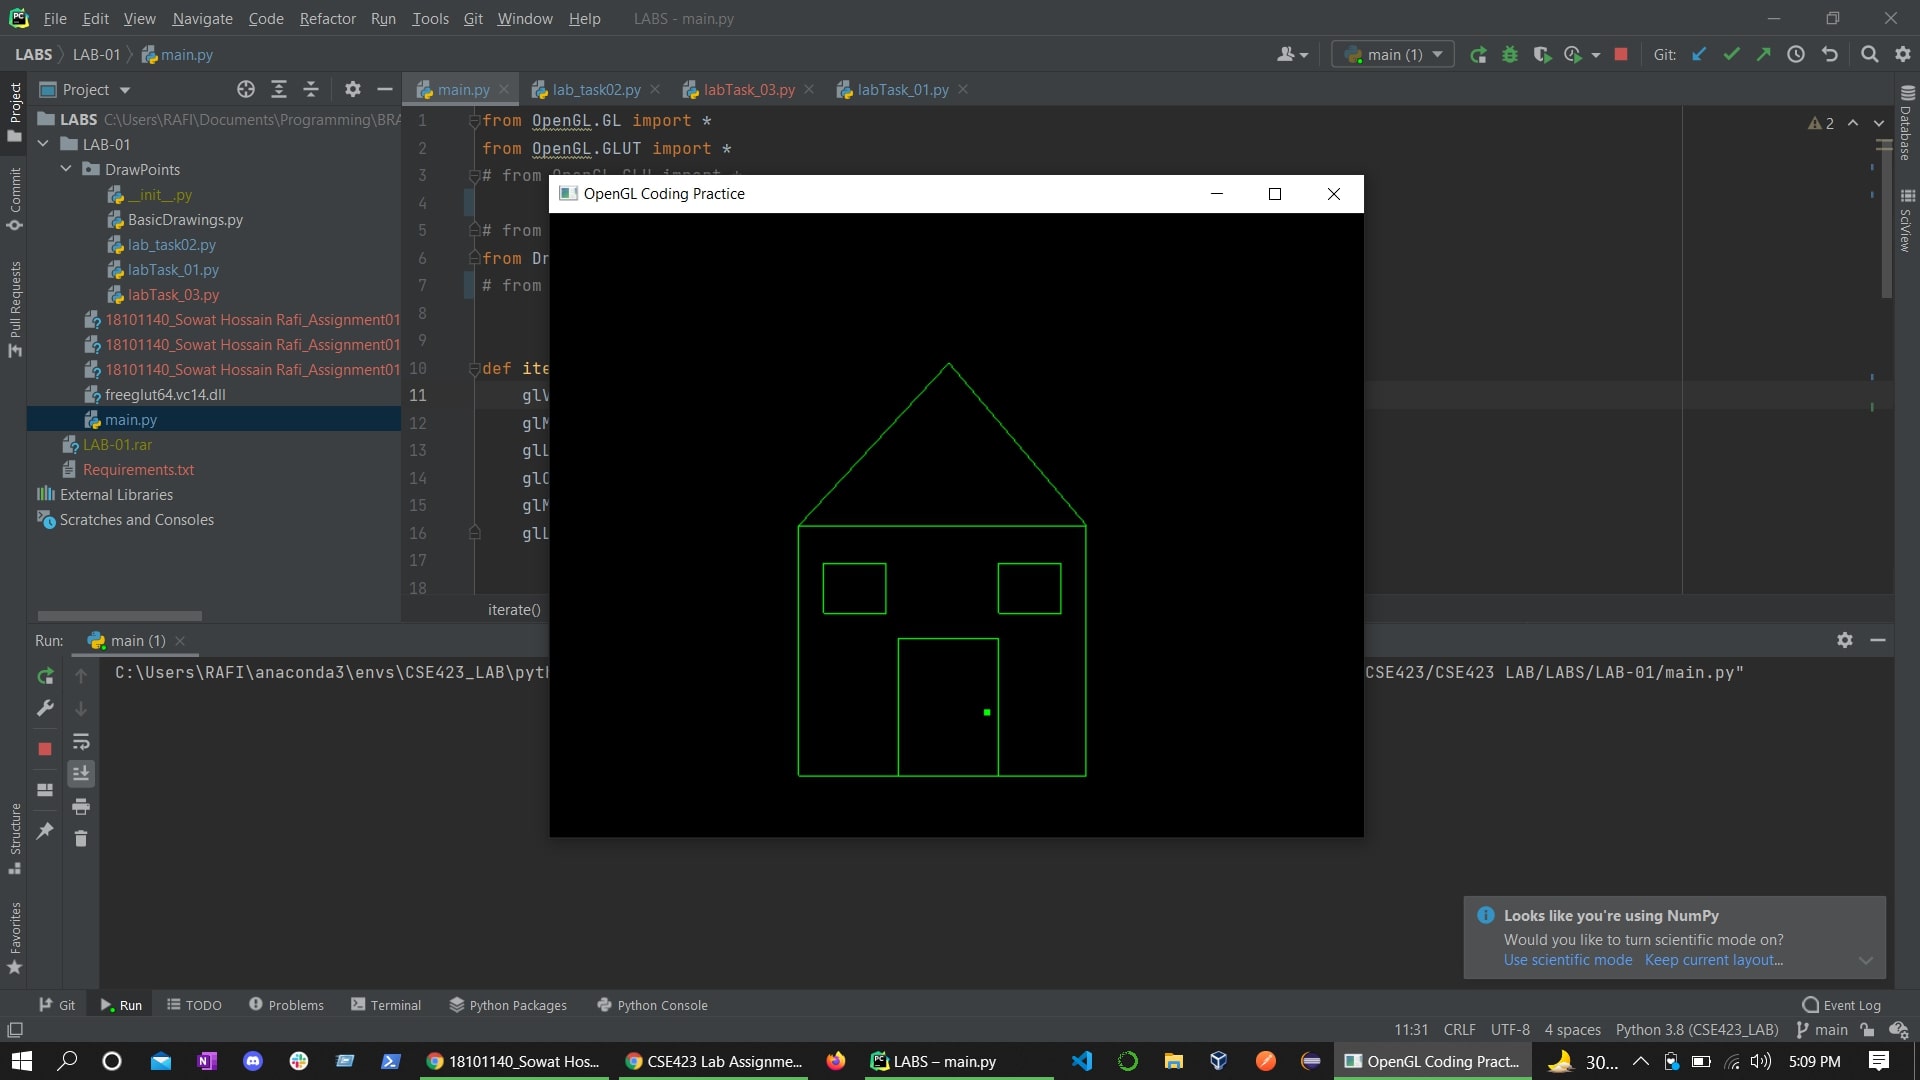 File Edit View Navigate Code Refactor Run Tools Git Window Help LABS - main.py
LABS LAB-01 main.py main (1) Git:
Project main.py lab_task02.py labTask_03.py labTask_01.py
LABS C:\Users\RAFI\Documents\Programming\BRA
LAB-01
DrawPoints
__init__.py
BasicDrawings.py
lab_task02.py
labTask_01.py
labTask_03.py
18101140_Sowat Hossain Rafi_Assignment01
18101140_Sowat Hossain Rafi_Assignment01
18101140_Sowat Hossain Rafi_Assignment01
freeglut64.vc14.dll
main.py
LAB-01.rar
Requirements.txt
External Libraries
Scratches and Consoles
Project
Commit
Pull Requests
Structure
Favorites
Database
SciView
2
1 from OpenGL.GL import *
2 from OpenGL.GLUT import *
3 # from OpenGL.GLU import *
4
5 # from
6 from Dr
7 # from
8
9
10 def ite
11 glV
12 glM
13 glL
14 glO
15 glM
16 glL
17
18
iterate()
OpenGL Coding Practice
Run: main (1)
C:\Users\RAFI\anaconda3\envs\CSE423_LAB\pyth CSE423/CSE423 LAB/LABS/LAB-01/main.py"
Looks like you're using NumPy
Would you like to turn scientific mode on?
Use scientific mode Keep current layout...
Git Run TODO Problems Terminal Python Packages Python Console Event Log
11:31 CRLF UTF-8 4 spaces Python 3.8 (CSE423_LAB) main
18101140_Sowat Hos... CSE423 Lab Assignme... LABS – main.py OpenGL Coding Pract... 30... 5:09 PM